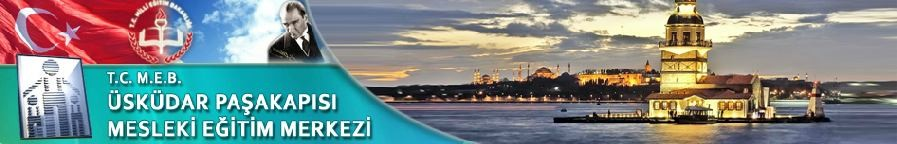 T.C. M.E.B.
ÜSKÜDAR PAŞAKAPISI
MESLEKİ EĞİTİM MERKEZİ